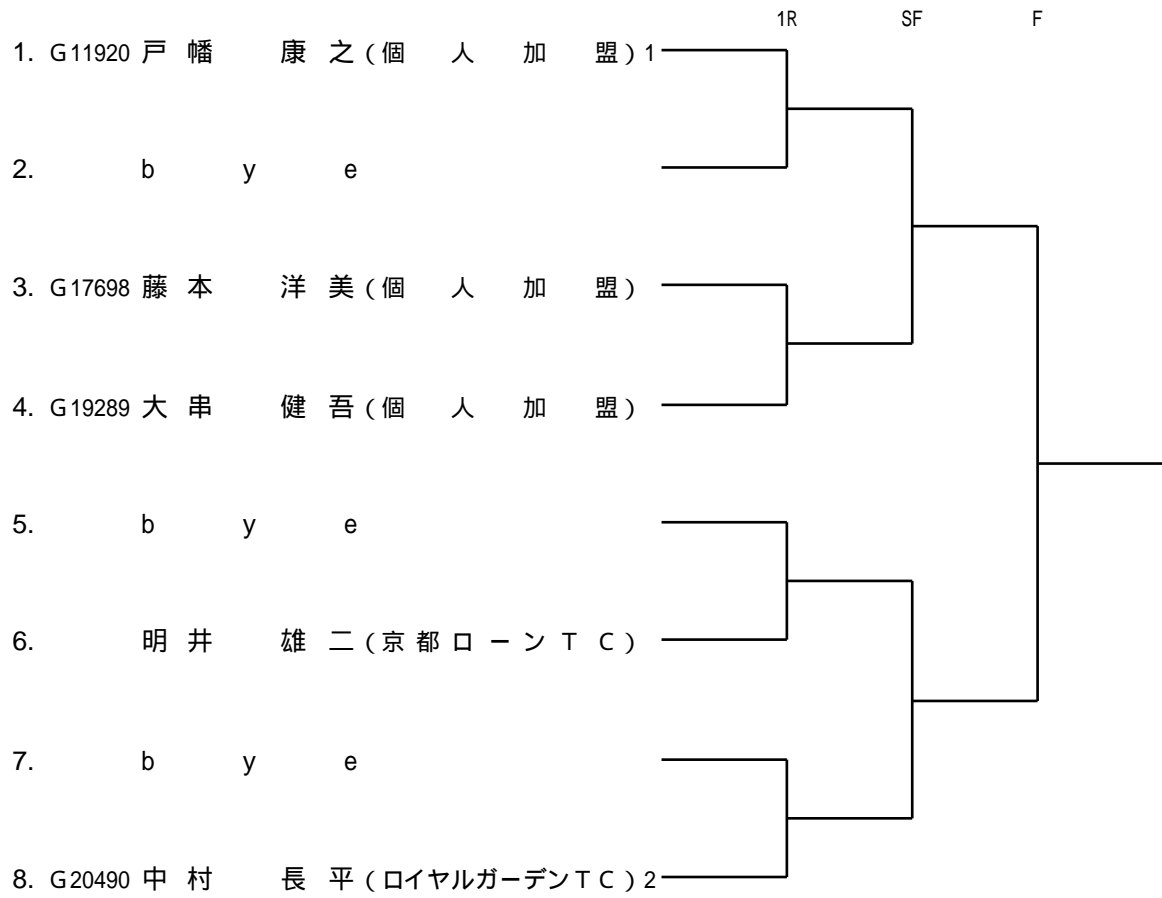 1R SF F
1. G11920 戸 幡 康 之 (個 人 加 盟) 1
2. b y e
3. G17698 藤 本 洋 美 (個 人 加 盟)
4. G19289 大 串 健 吾 (個 人 加 盟)
5. b y e
6. 明 井 雄 二 (京 都 ロ ー ン T C)
7. b y e
8. G20490 中 村 長 平 (ロイヤルガーデンT C) 2